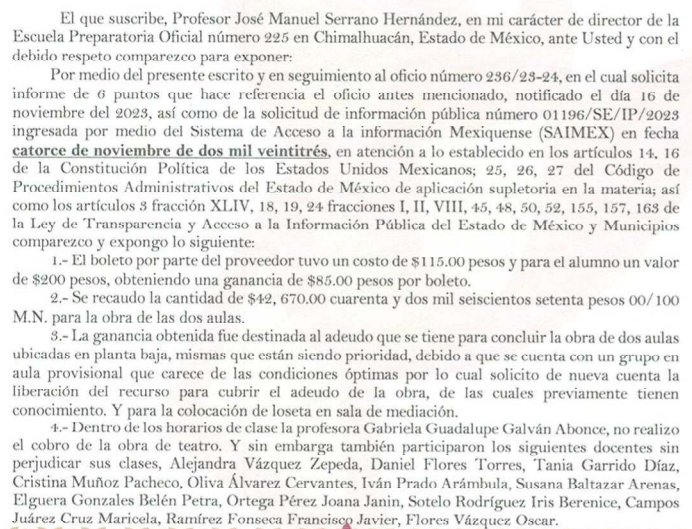 El que suscribe, Profesor José Manuel Serrano Hernández, en mi carácter de director de la
Escuela Preparatoria Oficial número 225 en Chimalhuacán, Estado de México, ante Usted y con el
debido respeto comparezco para exponer:
Por medio del presente escrito y en seguimiento al oficio número 236/23-24, en el cual solicita
informe de 6 puntos que hace referencia el oficio antes mencionado, notificado el día 16 de
noviembre del 2023, así como de la solicitud de información pública número 01196/SE/IP/2023
ingresada por medio del Sistema de Acceso a la información Mexiquense (SAIMEX) en fecha
catorce de noviembre de dos mil veintitrés, en atención a lo establecido en los artículos 14, 16
de la Constitución Política de los Estados Unidos Mexicanos; 25, 26, 27 del Código de
Procedimientos Administrativos del Estado de México de aplicación supletoria en la materia; así
como los artículos 3 fracción XLIV, 18, 19, 24 fracciones I, II, VIII, 45, 48, 50, 52, 155, 157, 163 de
la Ley de Transparencia y Acceso a la Información Pública del Estado de México y Municipios
comparezco y expongo lo siguiente:
1.- El boleto por parte del proveedor tuvo un costo de $115.00 pesos y para el alumno un valor
de $200 pesos, obteniendo una ganancia de $85.00 pesos por boleto.
2.- Se recaudo la cantidad de $42, 670.00 cuarenta y dos mil seiscientos setenta pesos 00/100
M.N. para la obra de las dos aulas.
3.- La ganancia obtenida fue destinada al adeudo que se tiene para concluir la obra de dos aulas
ubicadas en planta baja, mismas que están siendo prioridad, debido a que se cuenta con un grupo en
aula provisional que carece de las condiciones óptimas por lo cual solicito de nueva cuenta la
liberación del recurso para cubrir el adeudo de la obra, de las cuales previamente tienen
conocimiento. Y para la colocación de loseta en sala de mediación.
4.- Dentro de los horarios de clase la profesora Gabriela Guadalupe Galván Abonce, no realizo
el cobro de la obra de teatro. Y sin embarga también participaron los siguientes docentes sin
perjudicar sus clases, Alejandra Vázquez Zepeda, Daniel Flores Torres, Tania Garrido Díaz,
Cristina Muñoz Pacheco, Oliva Álvarez Cervantes, Iván Prado Arámbula, Susana Baltazar Arenas,
Elguera Gonzales Belén Petra, Ortega Pérez Joana Janin, Sotelo Rodríguez Iris Berenice, Campos
Juárez Cruz Maricela, Ramírez Fonseca Francisco Javier, Flores Vázquez Oscar.